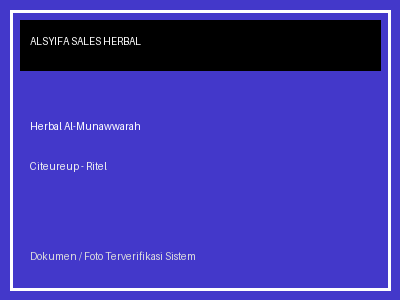 ALSYIFA SALES HERBAL
Herbal Al-Munawwarah
Citeureup - Ritel
Dokumen / Foto Terverifikasi Sistem